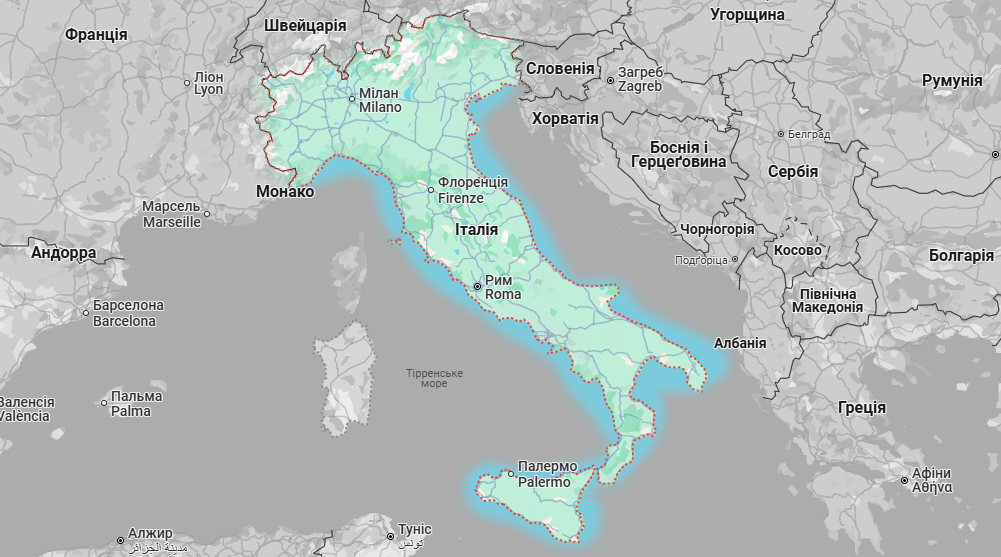 Франція
Швейцарія
Угорщина
Ліон
Lyon
Словенія
Загреб
Zagreb
Румунія
Мілан
Milano
Хорватія
Белград
Боснія і
Герцеґовина
Сербія
Монако
Флоренція
Firenze
Марсель
Marseille
Італія
Чорногорія
Косово
Андорра
Подґоріца
Болгарія
Рим
Roma
Північна
Македонія
Барселона
Barcelona
Албанія
Тірренське
море
Пальма
Palma
Валенсія
València
Греція
Палермо
Palermo
Афіни
Αθήνα
Алжир
مدينة الجزائر
Туніс
تونس